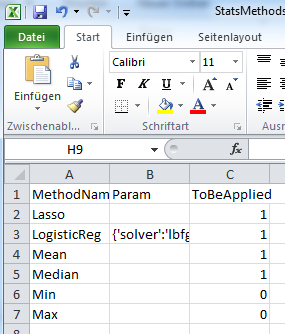 StatsMethods
Datei Start Einfügen Seitenlayout
Einfügen
Calibri 11
F K U
Zwischenabl... Schriftart
H9 fx
A B C
1 MethodNam Param ToBeApplied
2 Lasso 1
3 LogisticReg {'solver':'lbfg 1
4 Mean 1
5 Median 1
6 Min 0
7 Max 0